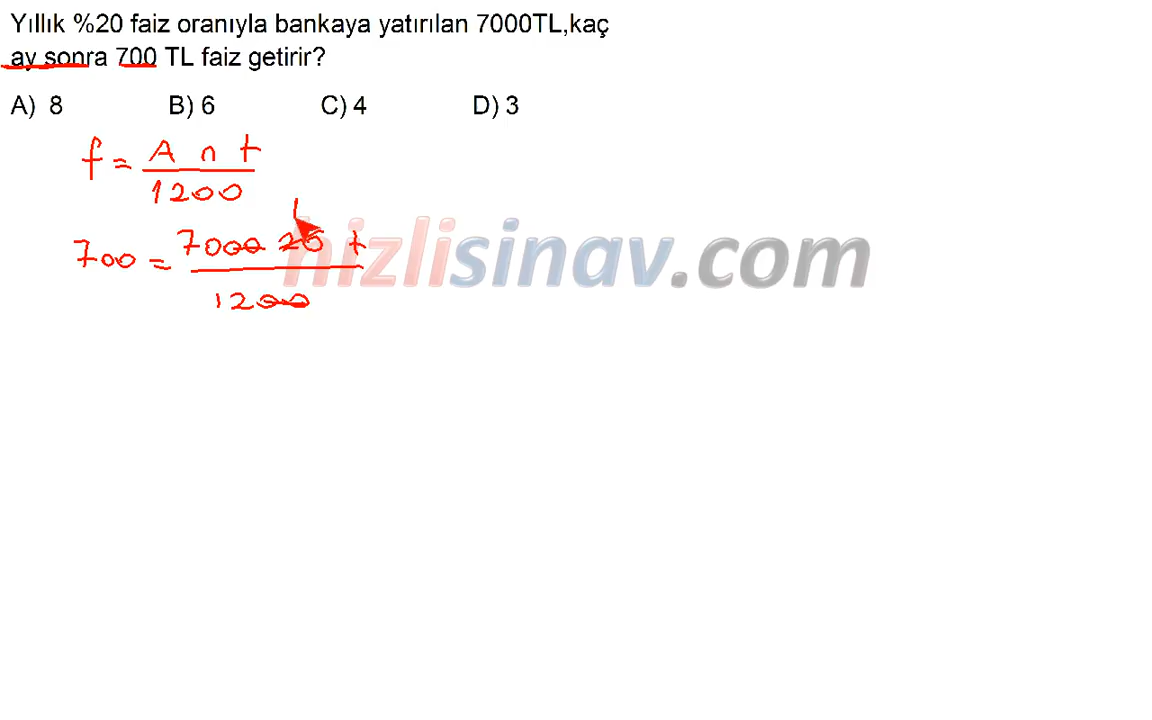 Yıllık %20 faiz oranıyla bankaya yatırılan 7000TL,kaç
ay sonra 700 TL faiz getirir?
A) 8 B) 6 C) 4 D) 3
f = A n t
1200
700 = 7000 20 t
1200
hizlisinav.com